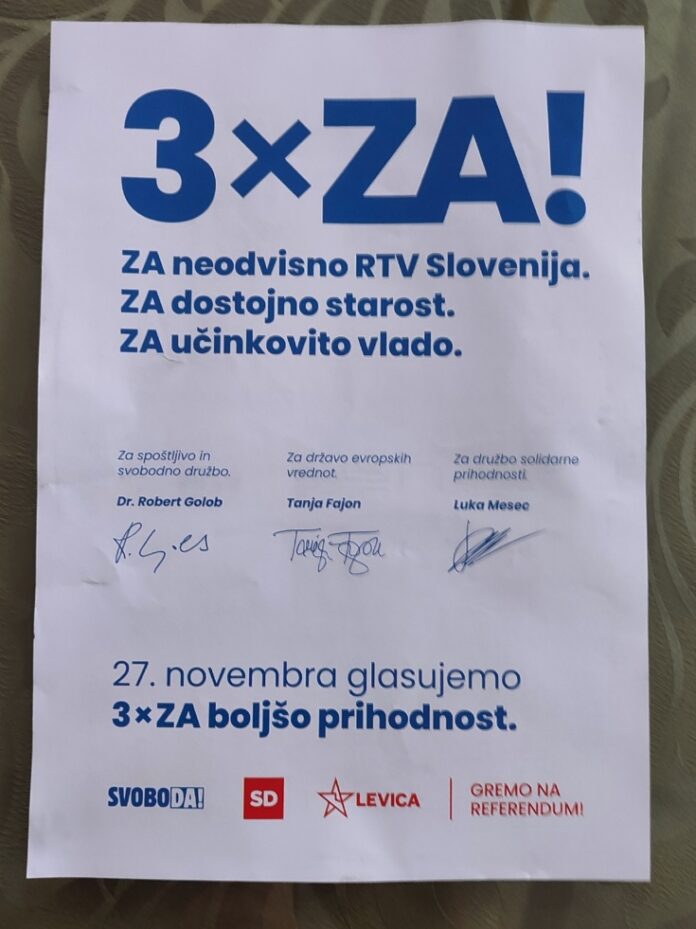 3×ZA!
ZA neodvisno RTV Slovenija.
ZA dostojno starost.
ZA učinkovito vlado.
Za spoštljivo in
svobodno družbo.
Dr. Robert Golob
Za državo evropskih
vrednot.
Tanja Fajon
Za družbo solidarne
prihodnosti.
Luka Mesec
27. novembra glasujemo
3×ZA boljšo prihodnost.
SVOBODA!
SD
LEVICA
GREMO NA
REFERENDUM!